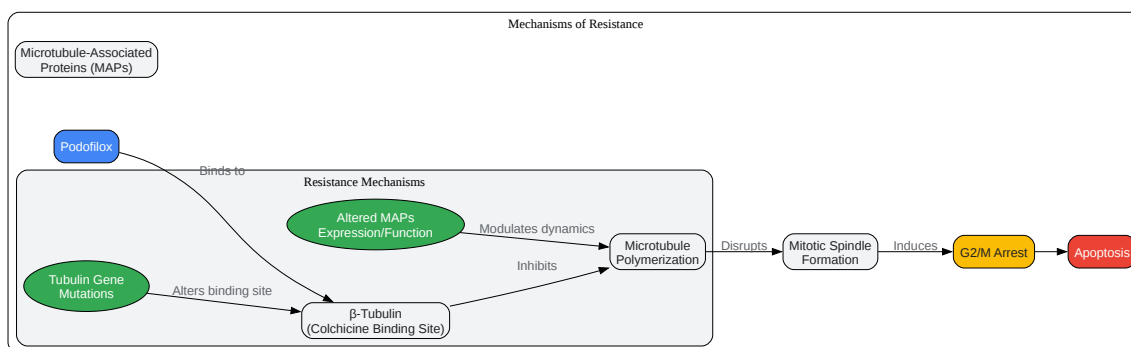 Mechanisms of Resistance
Microtubule-Associated
Proteins (MAPs)
Podofilox
Binds to
Resistance Mechanisms
Altered MAPs
Expression/Function
Modulates dynamics
Microtubule
Polymerization
Disrupts
Mitotic Spindle
Formation
Induces
G2/M Arrest
Apoptosis
Inhibits
Tubulin Gene
Mutations
Alters binding site
β-Tubulin
(Colchicine Binding Site)